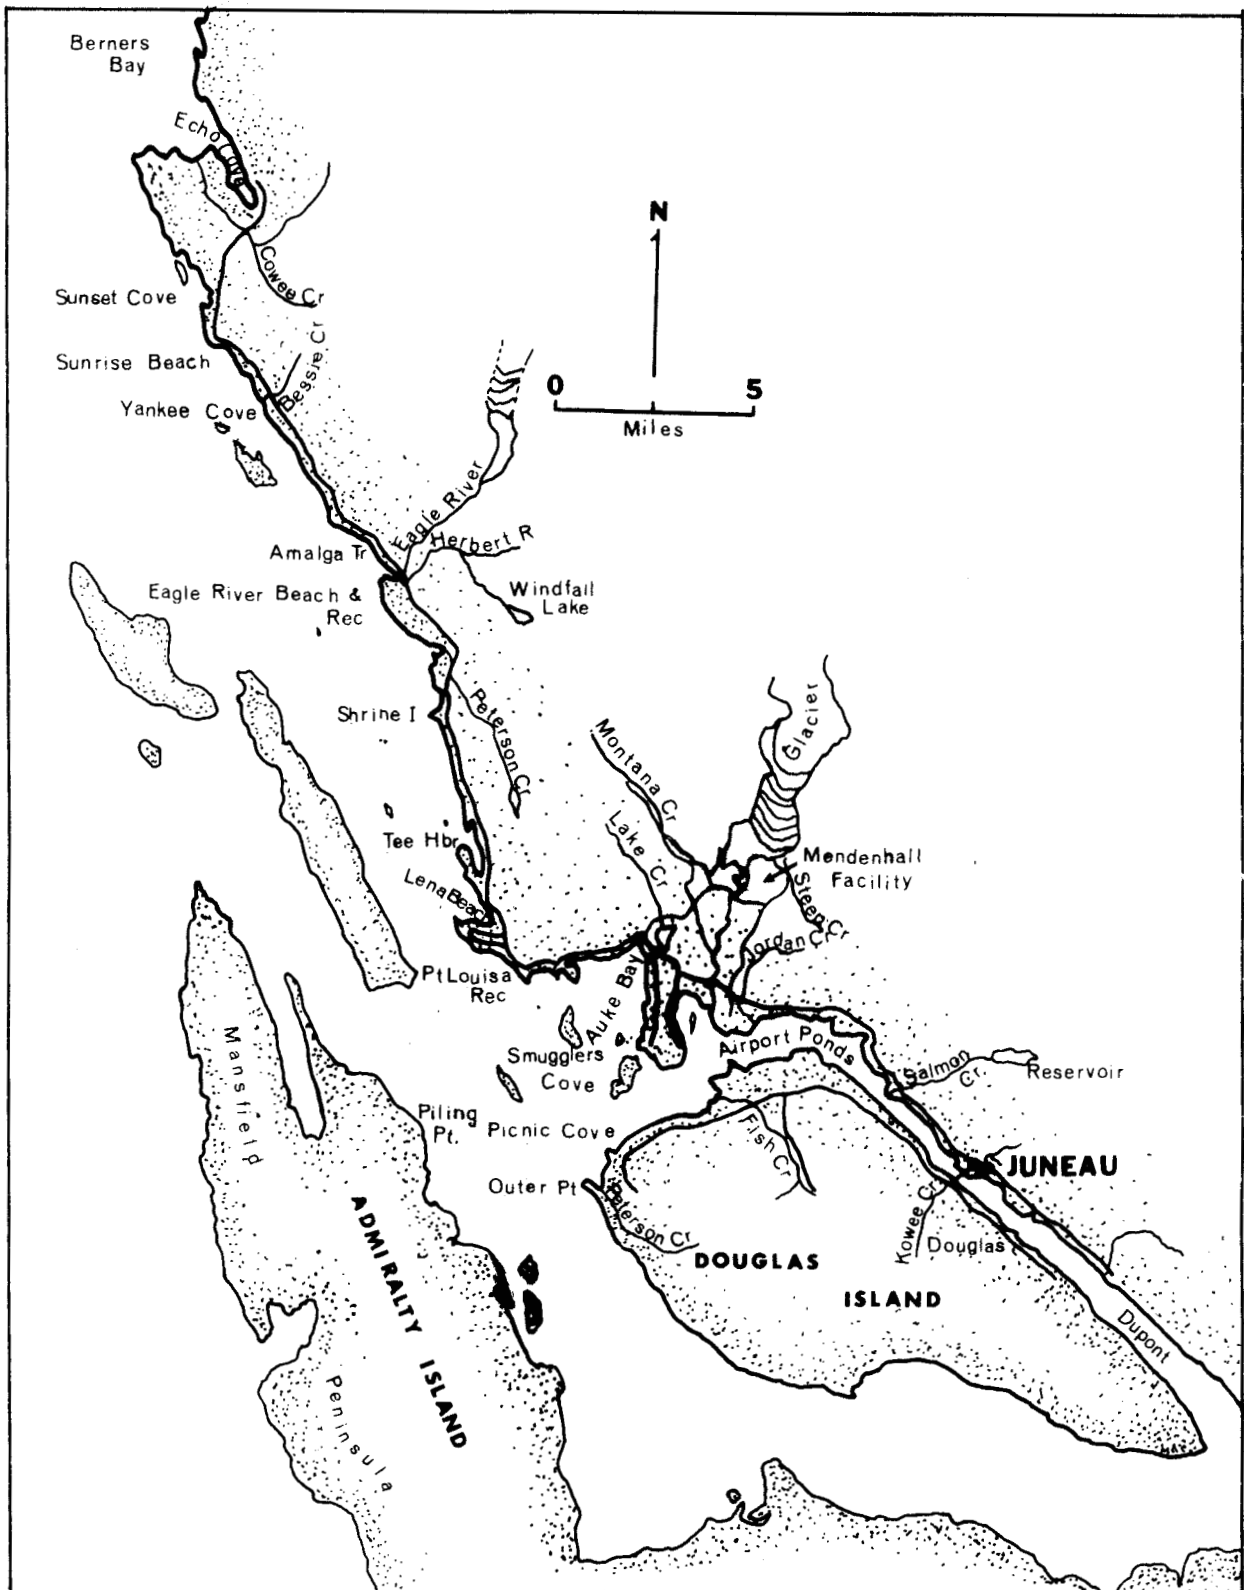 Berners
Bay
Echo Cove
Cowee Cr
Sunset Cove
N
Bessie Cr
Sunrise Beach
0 5
Miles
Yankee Cove
Eagle River
Herbert R
Amalga Tr
Windfall
Lake
Eagle River Beach &
Rec
Glacier
Peterson Cr
Shrine I
Montana Cr
Lake Cr
Tee Hbr
Mendenhall
Facility
Steep Cr
Lena Beach
Jordan Cr
Pt Louisa
Rec
Auke Bay
Airport Ponds
Smugglers
Cove
Salmon
Cr.
Reservoir
Mansfield
Piling
Pt.
Picnic Cove
Fish Cr
JUNEAU
Outer Pt
Peterson Cr
Kowee Cr
Douglas
ADMIRALTY
ISLAND
DOUGLAS
ISLAND
Dupont
Peninsula